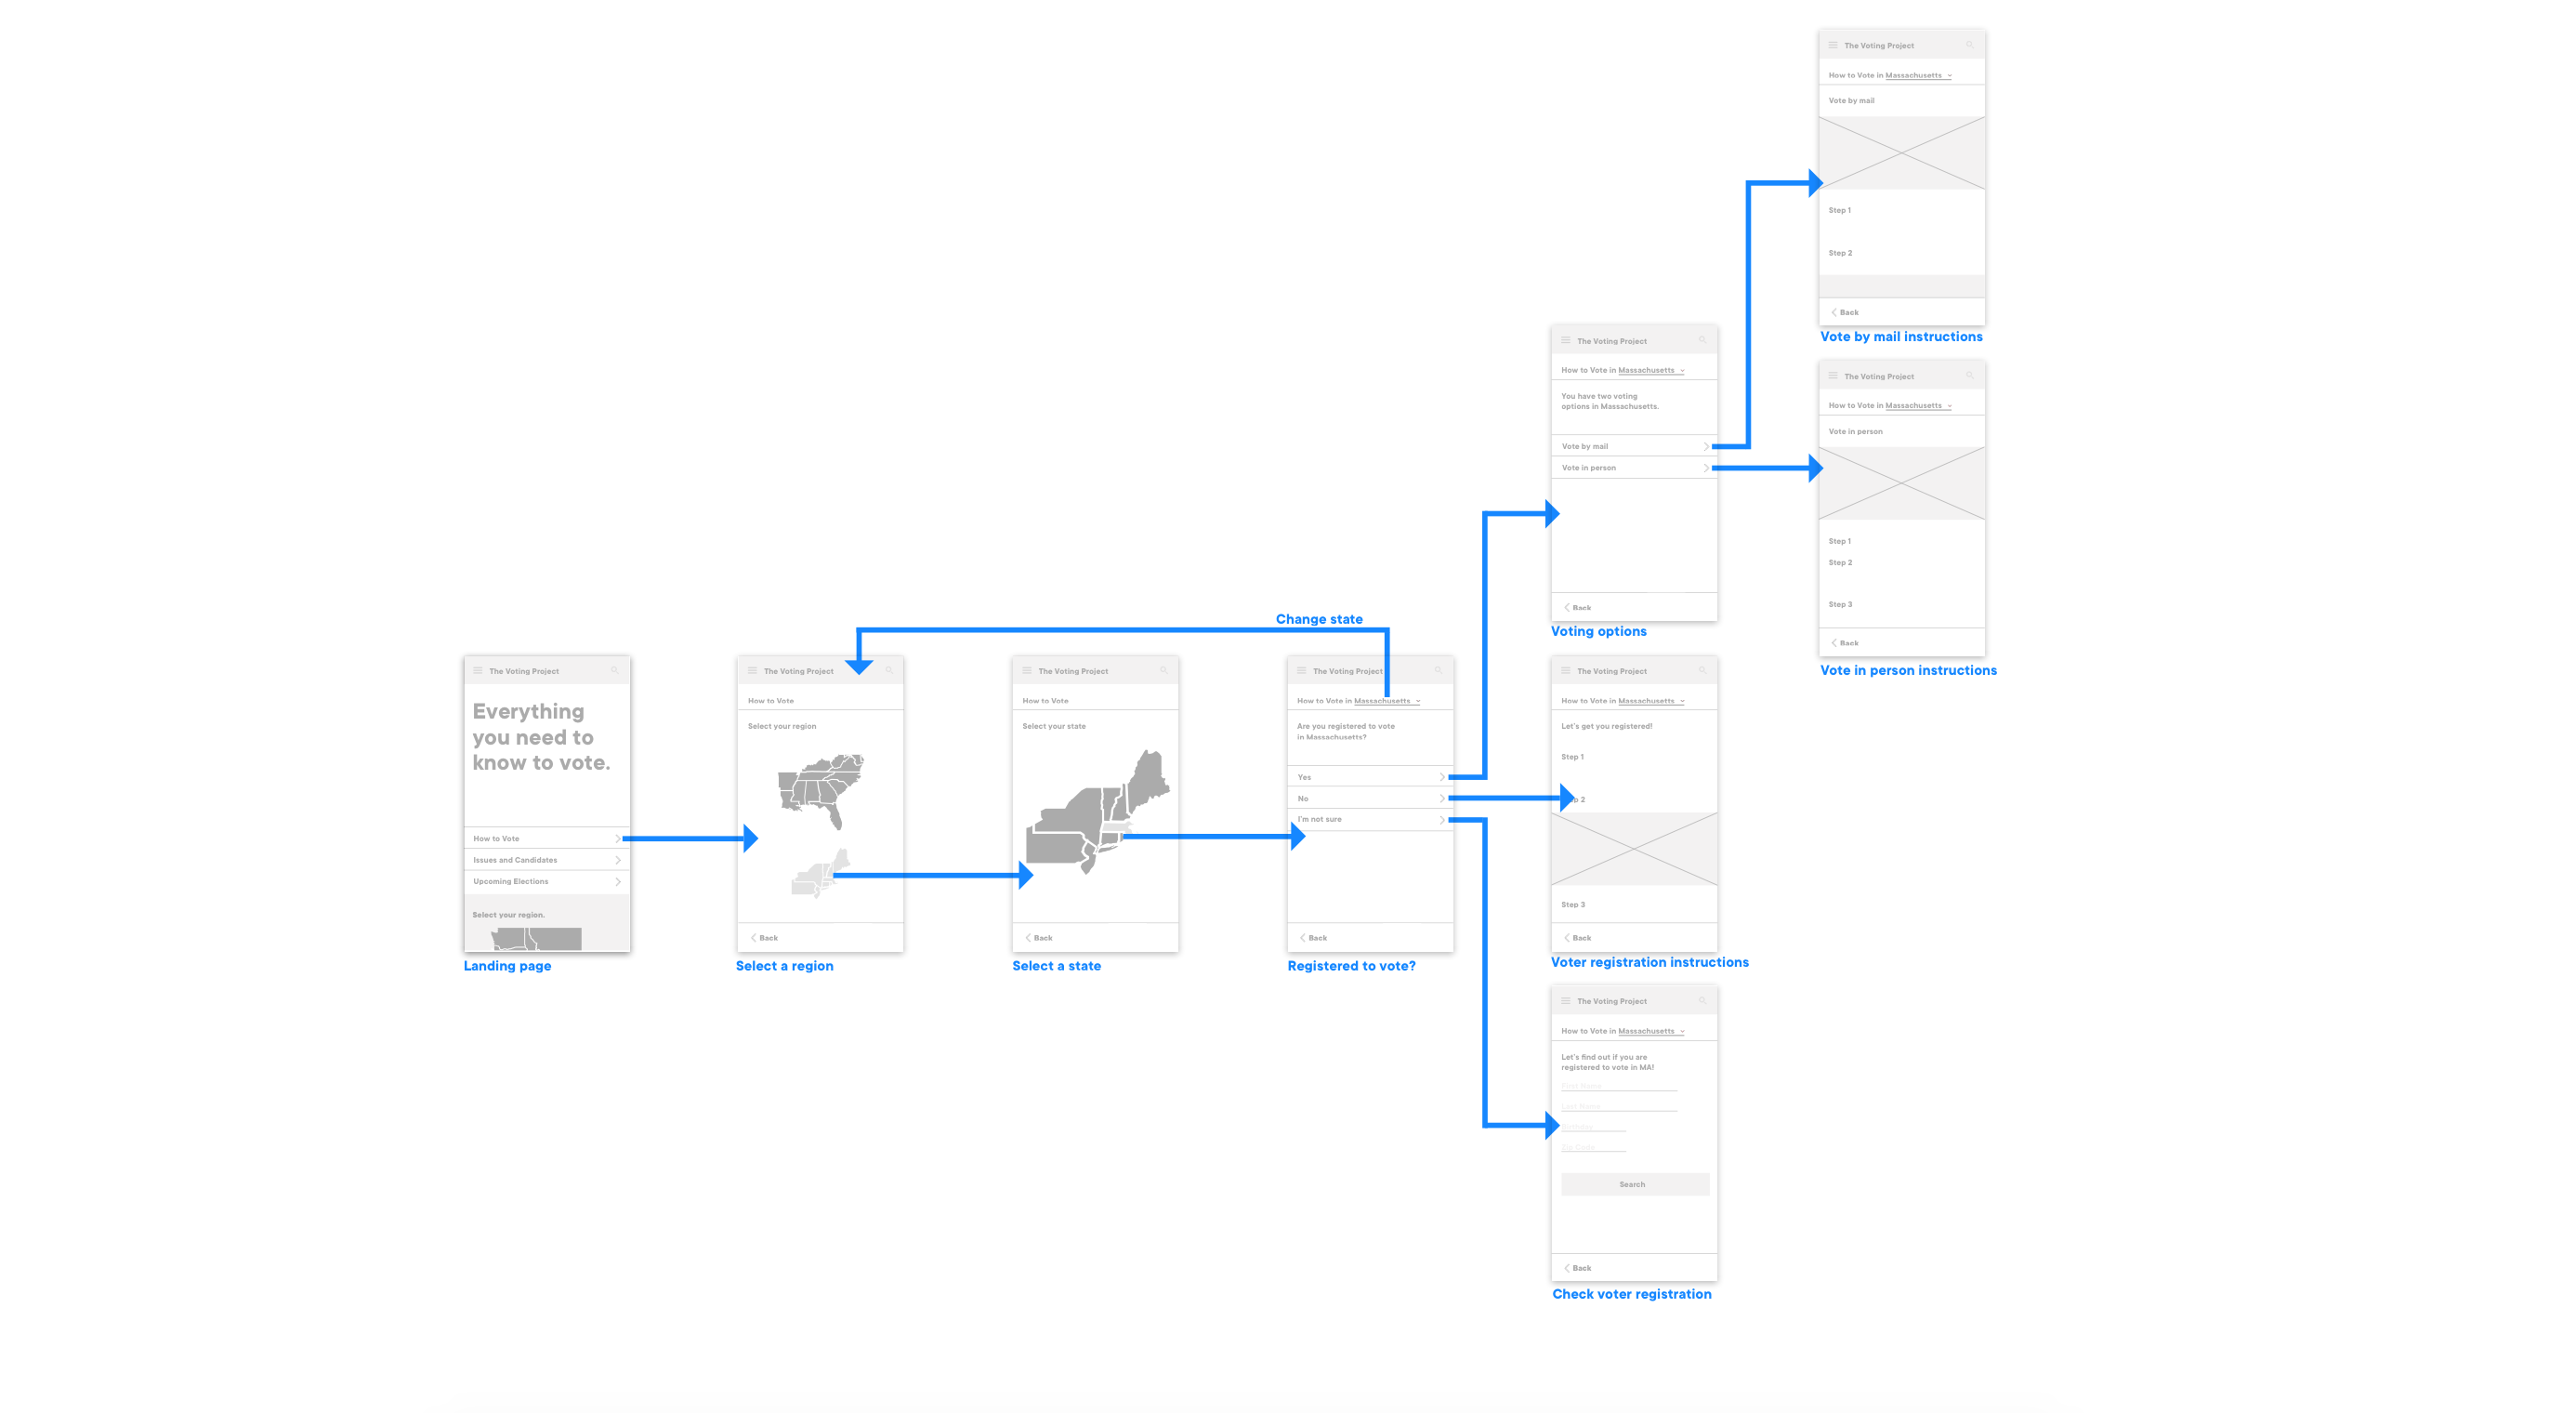 The Voting Project
Everything
you need to
know to vote.
How to Vote
Issues and Candidates
Upcoming Elections
Select your region.
Landing page
The Voting Project
How to Vote
Select your region
Back
Select a region
The Voting Project
How to Vote
Select your state
Back
Select a state
Change state
The Voting Project
How to Vote in Massachusetts
Are you registered to vote
in Massachusetts?
Yes
No
I'm not sure
Back
Registered to vote?
The Voting Project
How to Vote in Massachusetts
You have two voting
options in Massachusetts.
Vote by mail
Vote in person
Back
Voting options
The Voting Project
How to Vote in Massachusetts
Vote by mail
Step 1
Step 2
Back
Vote by mail instructions
The Voting Project
How to Vote in Massachusetts
Vote in person
Step 1
Step 2
Step 3
Back
Vote in person instructions
The Voting Project
How to Vote in Massachusetts
Let's get you registered!
Step 1
p 2
Step 3
Back
Voter registration instructions
The Voting Project
How to Vote in Massachusetts
Let's find out if you are
registered to vote in MA!
First Name
Last Name
Birthday
Zip Code
Search
Back
Check voter registration